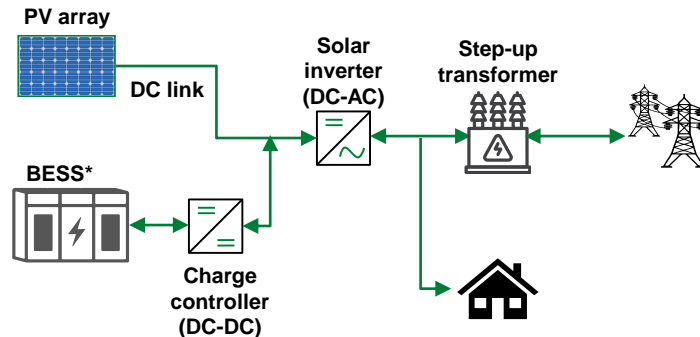 PV array
DC link
Solar
inverter
(DC-AC)
Step-up
transformer
BESS*
Charge
controller
(DC-DC)